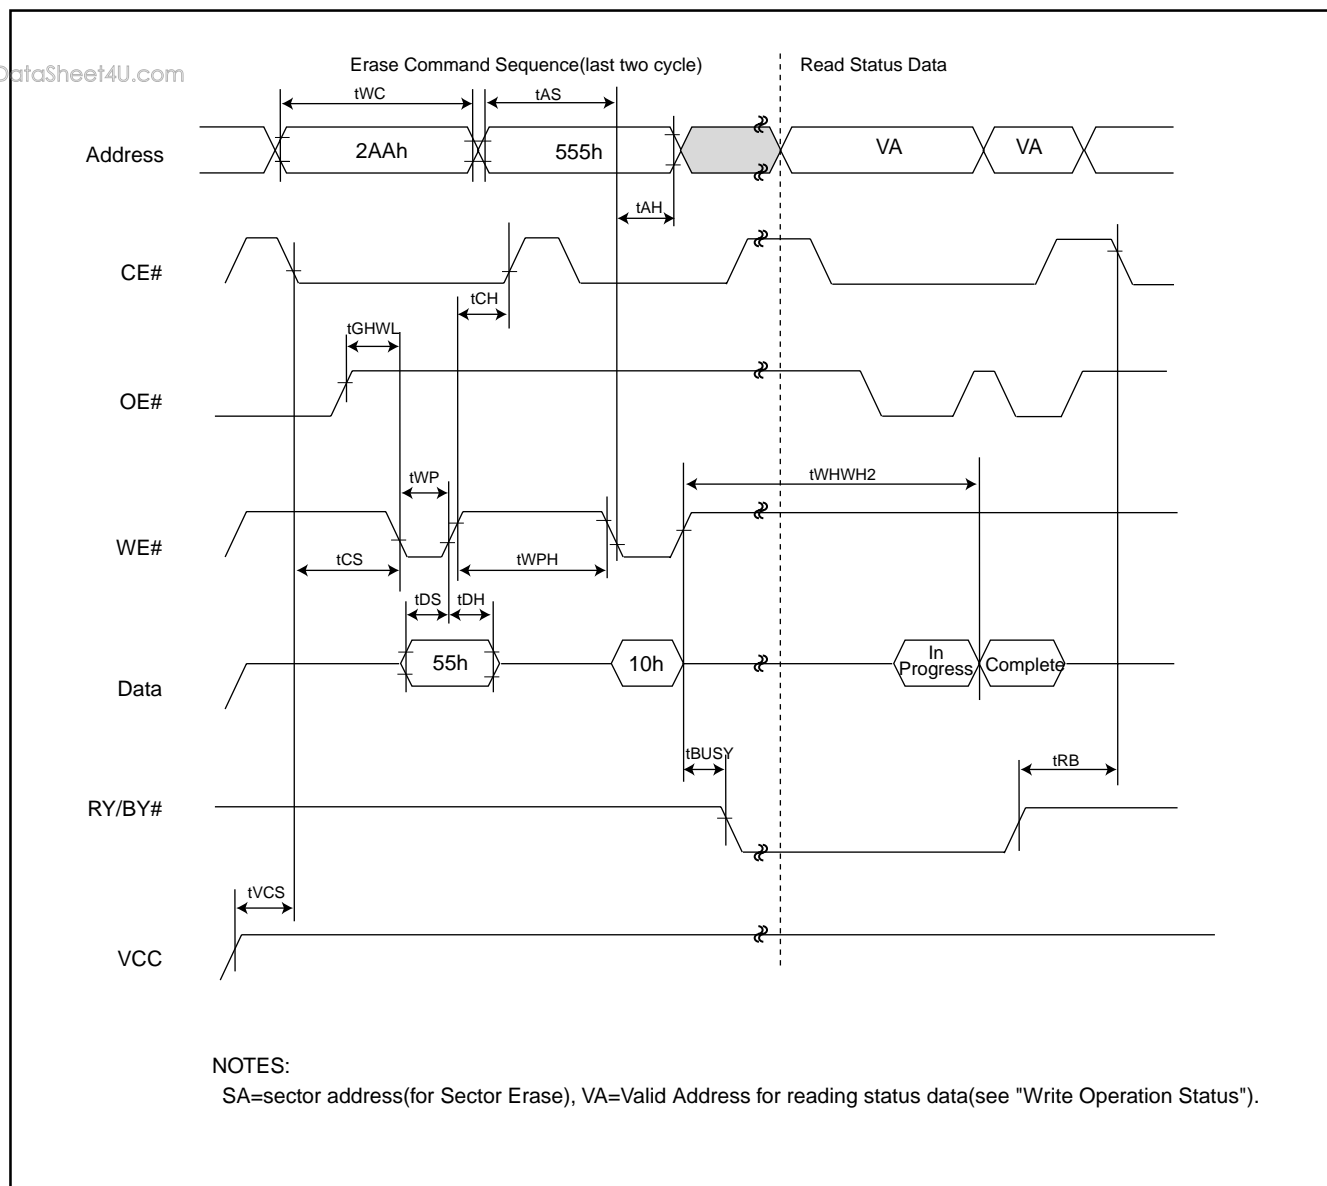 DataSheet4U.com
Erase Command Sequence(last two cycle)
Read Status Data
tWC
tAS
Address
2AAh
555h
VA
VA
tAH
CE#
tCH
tGHWL
OE#
tWP
tWHWH2
WE#
tCS
tWPH
tDS
tDH
Data
55h
10h
In
Progress
Complete
tBUSY
tRB
RY/BY#
tVCS
VCC
NOTES:
SA=sector address(for Sector Erase), VA=Valid Address for reading status data(see "Write Operation Status").